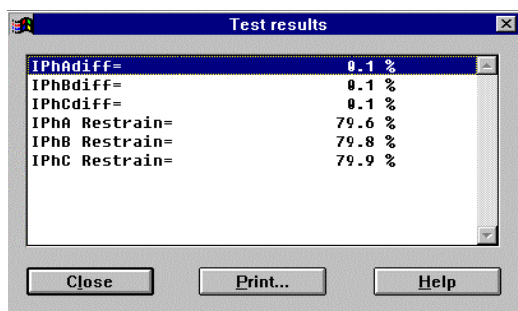 Test results
IPhAdiff= 0.1 %
IPhBdiff= 0.1 %
IPhCdiff= 0.1 %
IPhA Restrain= 79.6 %
IPhB Restrain= 79.8 %
IPhC Restrain= 79.9 %
Close Print... Help